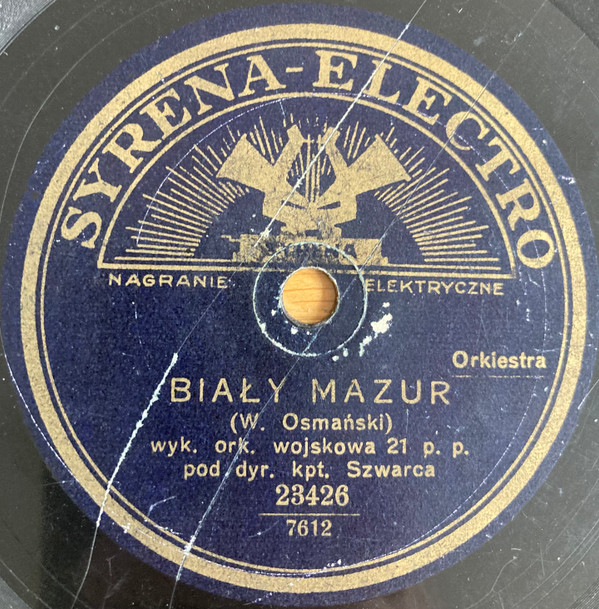 SYRENA-ELECTRO
NAGRANIE ELEKTRYCZNE
Orkiestra
BIAŁY MAZUR
(W. Osmański)
wyk. ork. wojskowa 21 p. p.
pod dyr. kpt. Szwarca
23426
7612